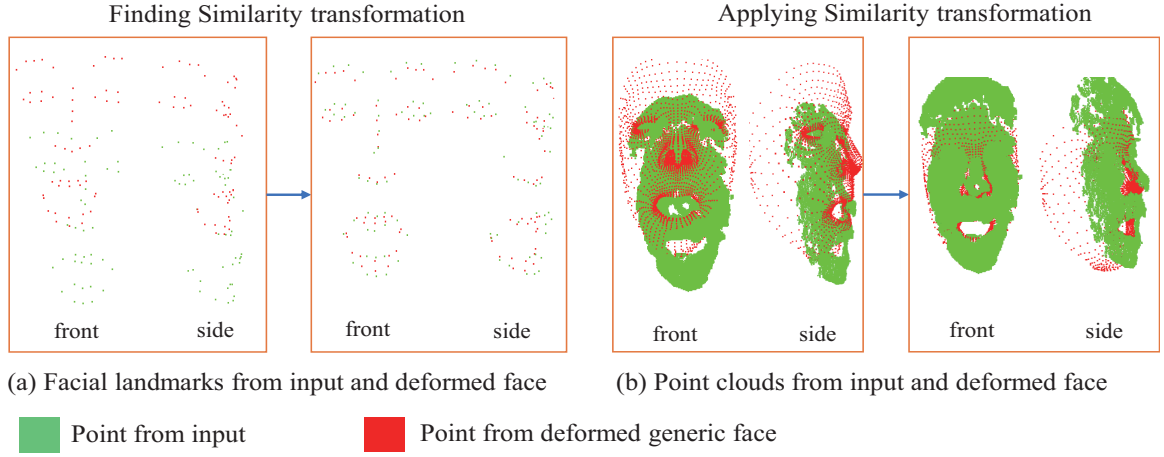 Finding Similarity transformation
Applying Similarity transformation
front side
front side
front side
front side
(a) Facial landmarks from input and deformed face
(b) Point clouds from input and deformed face
Point from input
Point from deformed generic face